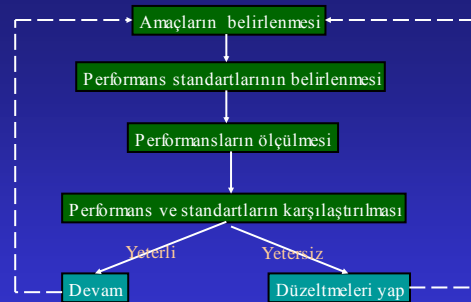 Amaçların belirlenmesi
Performans standartlarının belirlenmesi
Performansların ölçülmesi
Performans ve standartların karşılaştırılması
Yeterli
Yetersiz
Devam
Düzeltmeleri yap